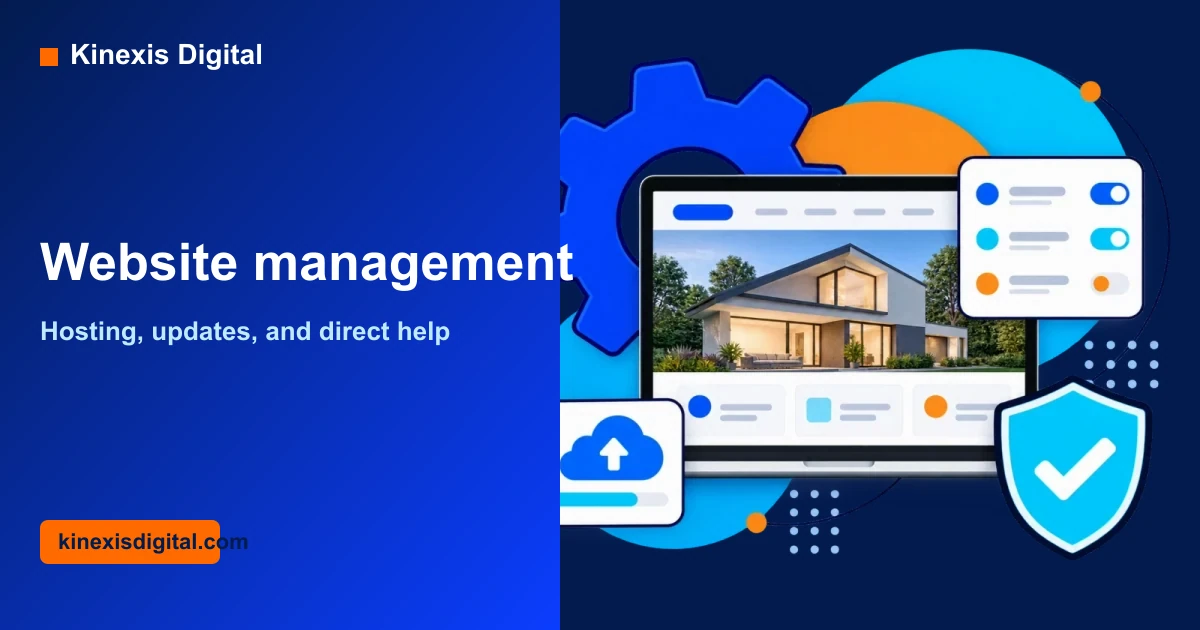 Kinexis Digital
Website management
Hosting, updates, and direct help
kinexisdigital.com